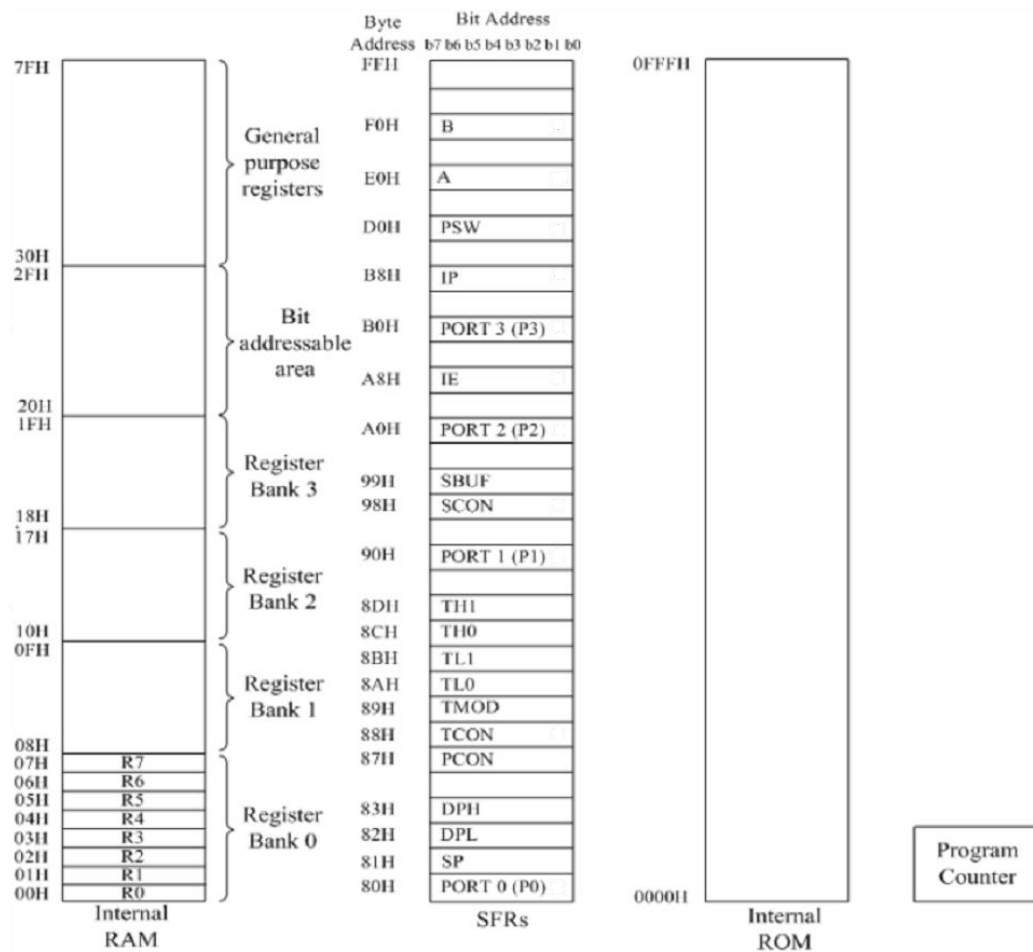 Bit Address
Byte
Address b7 b6 b5 b4 b3 b2 b1 b0
7FH
General
purpose
registers
30H
2FH
Bit
addressable
area
20H
1FH
Register
Bank 3
18H
17H
Register
Bank 2
10H
0FH
Register
Bank 1
08H
07H R7
06H R6
05H R5
04H R4
03H R3
02H R2
01H R1
00H R0
Register
Bank 0
Internal
RAM
FFH
F0H B
E0H A
D0H PSW
B8H IP
B0H PORT 3 (P3)
A8H IE
A0H PORT 2 (P2)
99H SBUF
98H SCON
90H PORT 1 (P1)
8DH TH1
8CH TH0
8BH TL1
8AH TL0
89H TMOD
88H TCON
87H PCON
83H DPH
82H DPL
81H SP
80H PORT 0 (P0)
SFRs
0FFFH
0000H
Internal
ROM
Program
Counter